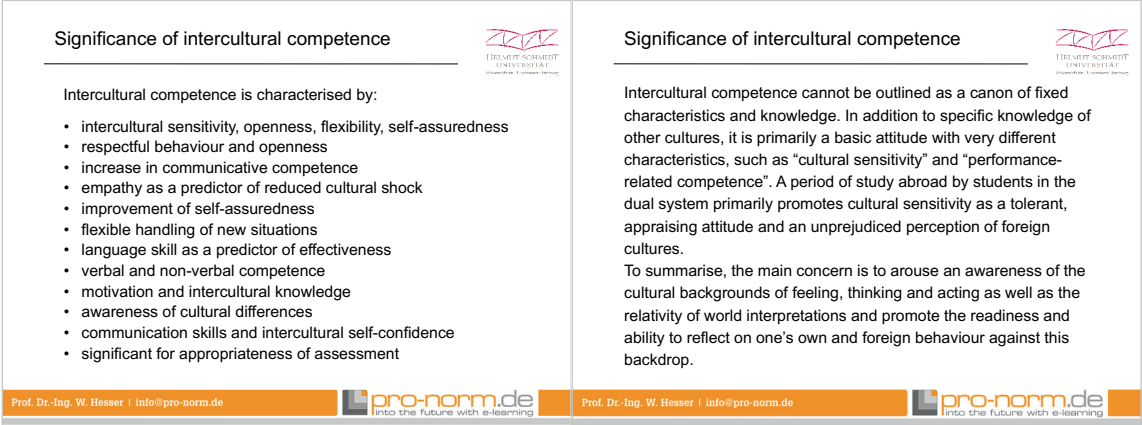 Significance of intercultural competence
HELMUT SCHMIDT
UNIVERSITÄT
Intercultural competence is characterised by:
• intercultural sensitivity, openness, flexibility, self-assuredness
• respectful behaviour and openness
• increase in communicative competence
• empathy as a predictor of reduced cultural shock
• improvement of self-assuredness
• flexible handling of new situations
• language skill as a predictor of effectiveness
• verbal and non-verbal competence
• motivation and intercultural knowledge
• awareness of cultural differences
• communication skills and intercultural self-confidence
• significant for appropriateness of assessment
Prof. Dr.-Ing. W. Hesser | info@pro-norm.de
pro-norm.de
into the future with e-learning
Significance of intercultural competence
HELMUT SCHMIDT
UNIVERSITÄT
Intercultural competence cannot be outlined as a canon of fixed
characteristics and knowledge. In addition to specific knowledge of
other cultures, it is primarily a basic attitude with very different
characteristics, such as “cultural sensitivity” and “performance-
related competence”. A period of study abroad by students in the
dual system primarily promotes cultural sensitivity as a tolerant,
appraising attitude and an unprejudiced perception of foreign
cultures.
To summarise, the main concern is to arouse an awareness of the
cultural backgrounds of feeling, thinking and acting as well as the
relativity of world interpretations and promote the readiness and
ability to reflect on one’s own and foreign behaviour against this
backdrop.
Prof. Dr.-Ing. W. Hesser | info@pro-norm.de
pro-norm.de
into the future with e-learning